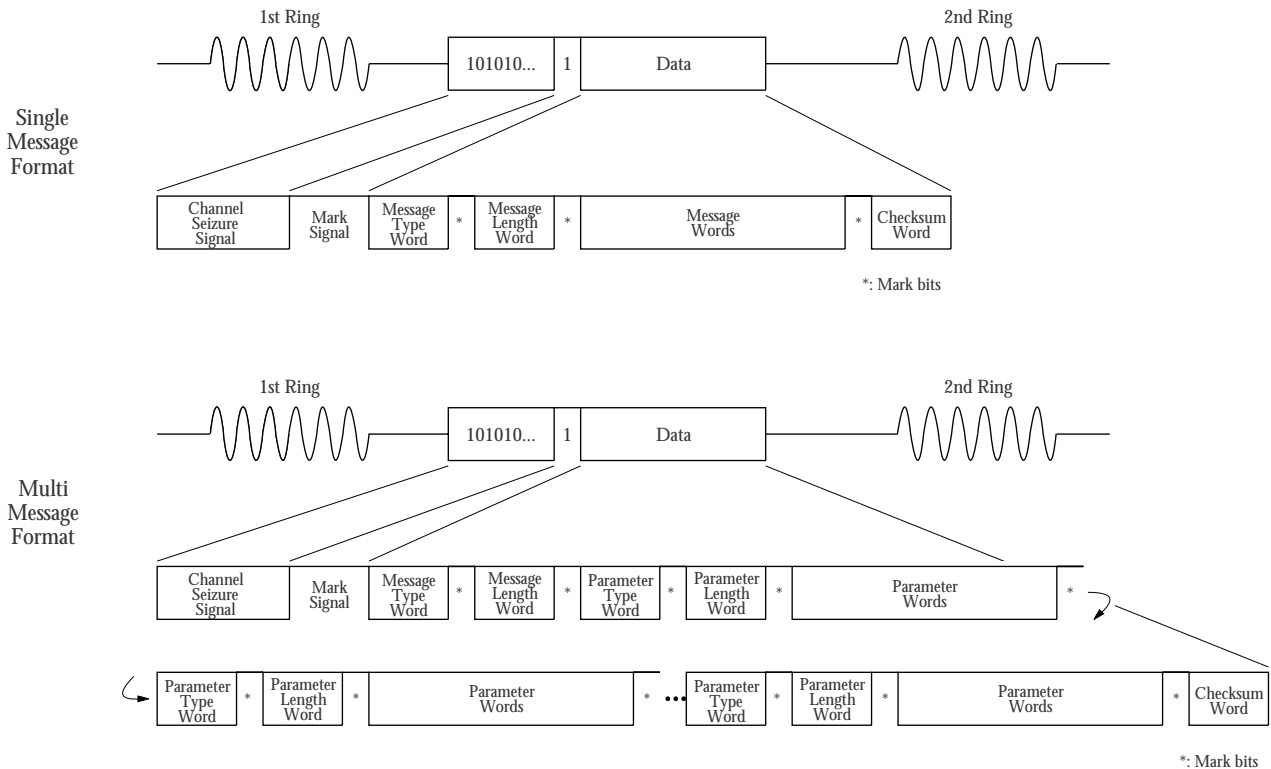 1st Ring
2nd Ring
101010...
1
Data
Single
Message
Format
Channel
Seizure
Signal
Mark
Signal
Message
Type
Word
*
Message
Length
Word
*
Message
Words
*
Checksum
Word
*: Mark bits
1st Ring
2nd Ring
101010...
1
Data
Multi
Message
Format
Channel
Seizure
Signal
Mark
Signal
Message
Type
Word
*
Message
Length
Word
*
Parameter
Type
Word
*
Parameter
Length
Word
*
Parameter
Words
*
Parameter
Type
Word
*
Parameter
Length
Word
*
Parameter
Words
*
...
Parameter
Type
Word
*
Parameter
Length
Word
*
Parameter
Words
*
Checksum
Word
*: Mark bits